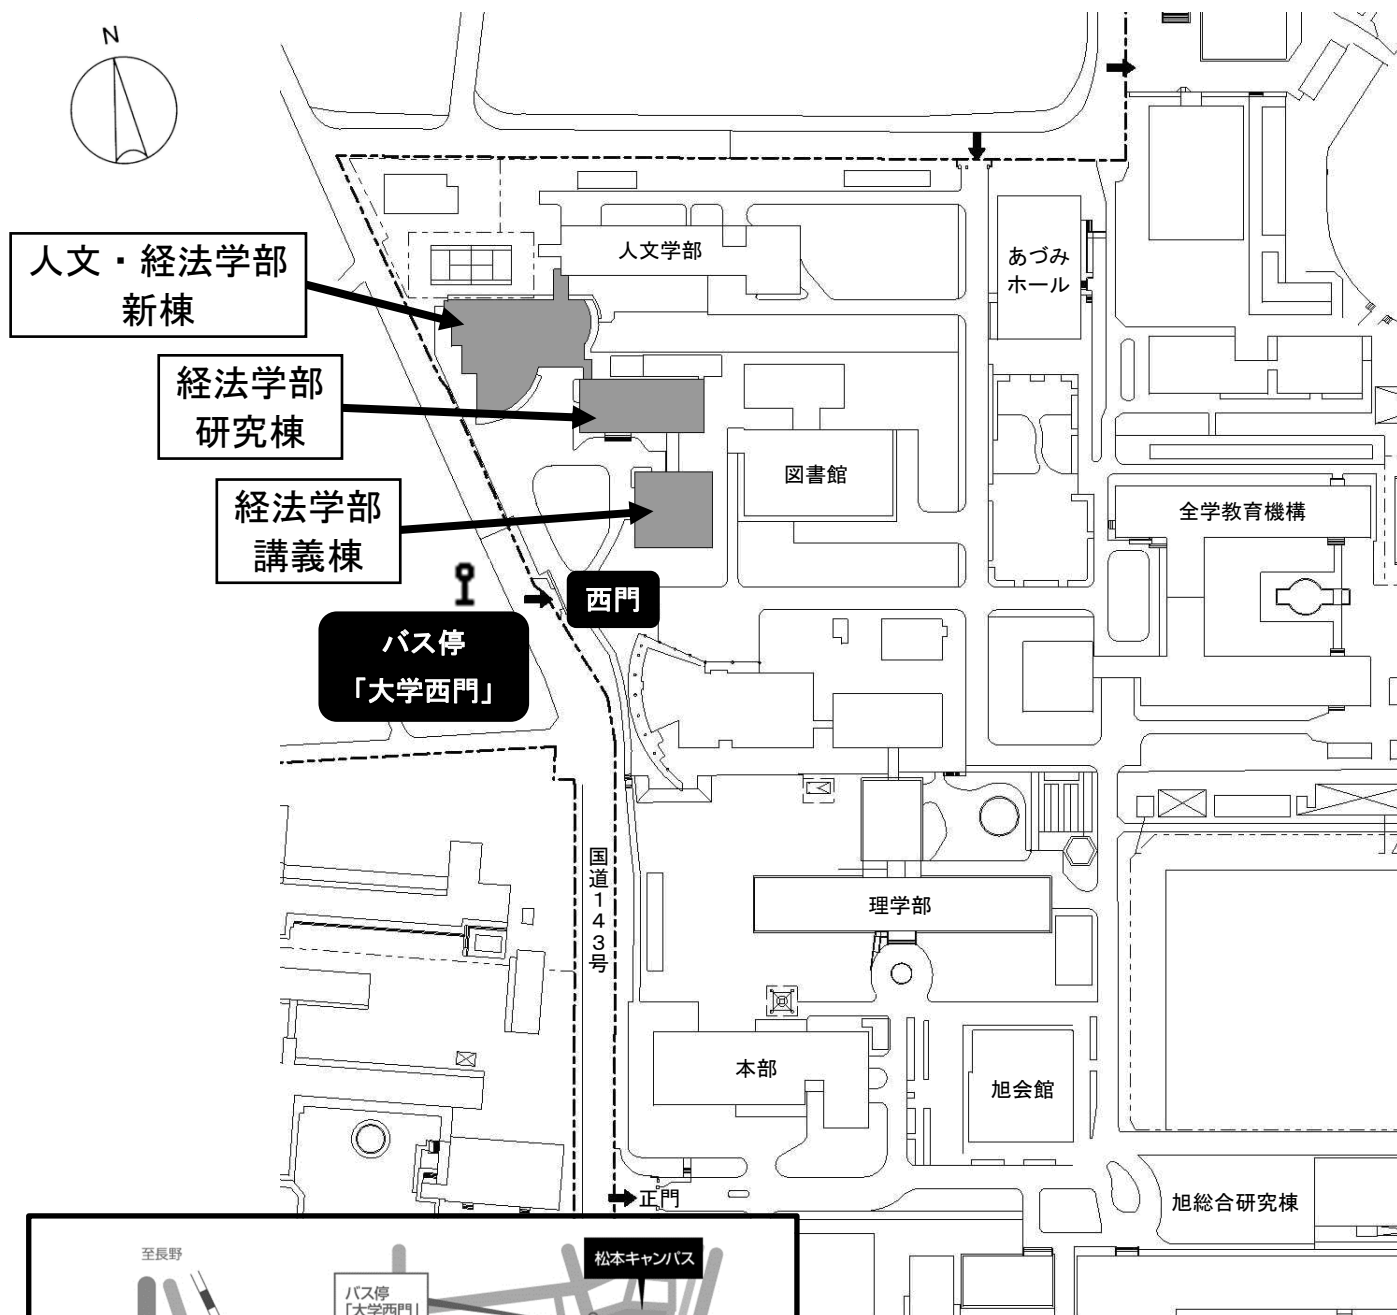 N
人文・経法学部
新棟
経法学部
研究棟
経法学部
講義棟
人文学部
あづみ
ホール
図書館
全学教育機構
西門
バス停
「大学西門」
国道143号
理学部
本部
旭会館
正門
旭総合研究棟
至長野
バス停
「大学西門」
松本キャンパス